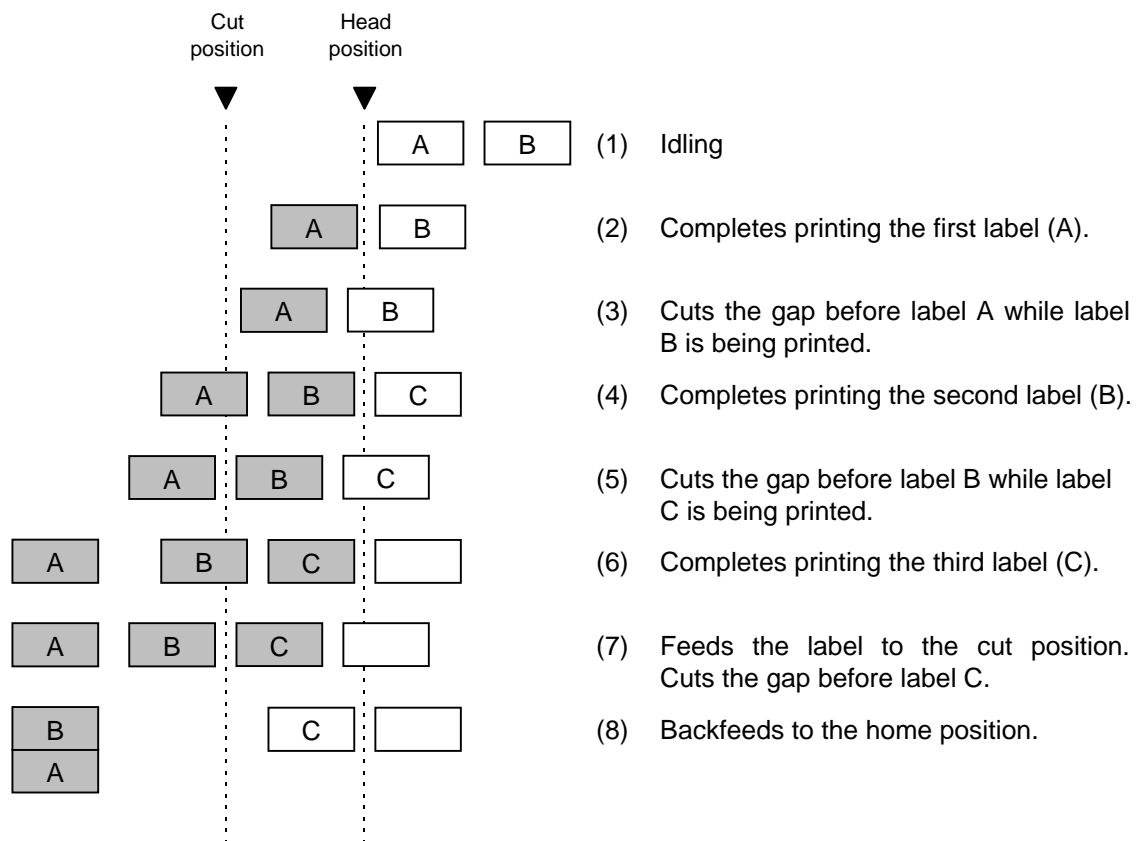 Cut
position
Head
position
A B (1) Idling
A B (2) Completes printing the first label (A).
A B (3) Cuts the gap before label A while label
B is being printed.
A B C (4) Completes printing the second label (B).
A B C (5) Cuts the gap before label B while label
C is being printed.
A B C (6) Completes printing the third label (C).
A B C (7) Feeds the label to the cut position.
Cuts the gap before label C.
B C (8) Backfeeds to the home position.
A